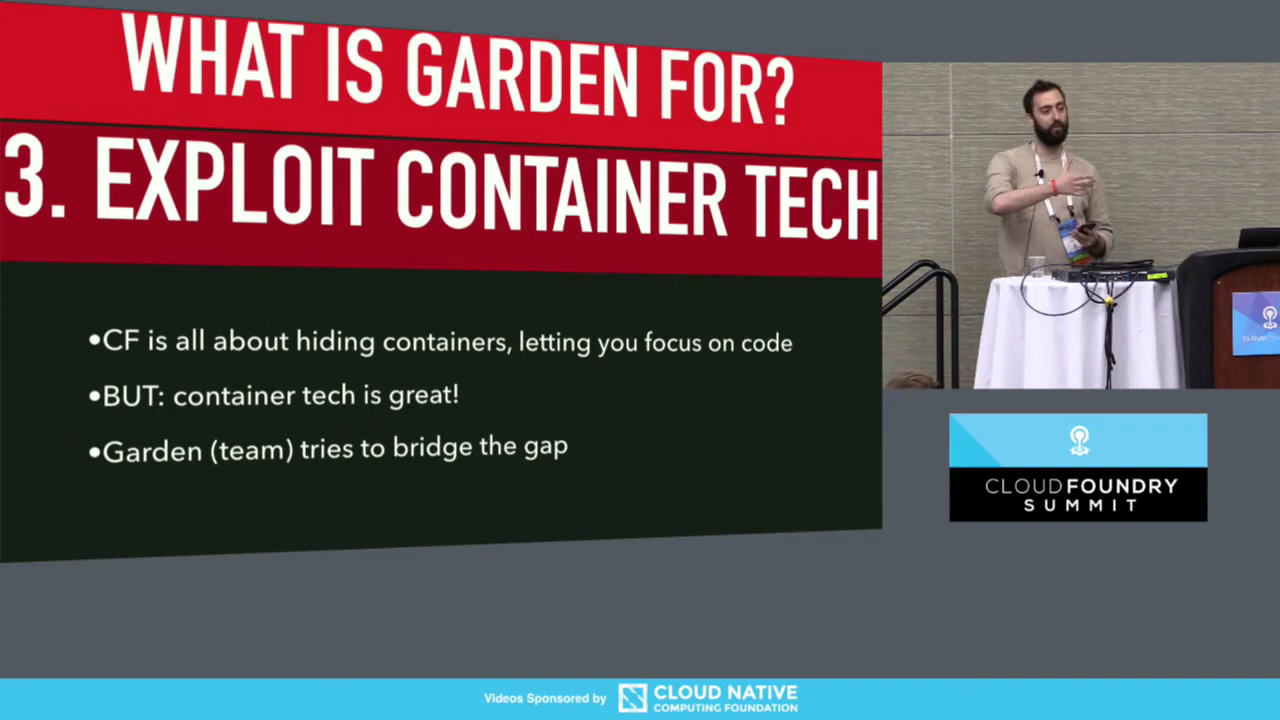 WHAT IS GARDEN FOR?
3. EXPLOIT CONTAINER TECH
•CF is all about hiding containers, letting you focus on code
•BUT: container tech is great!
•Garden (team) tries to bridge the gap
CLOUDFOUNDRY
SUMMIT
Videos Sponsored by
CLOUD NATIVE
COMPUTING FOUNDATION